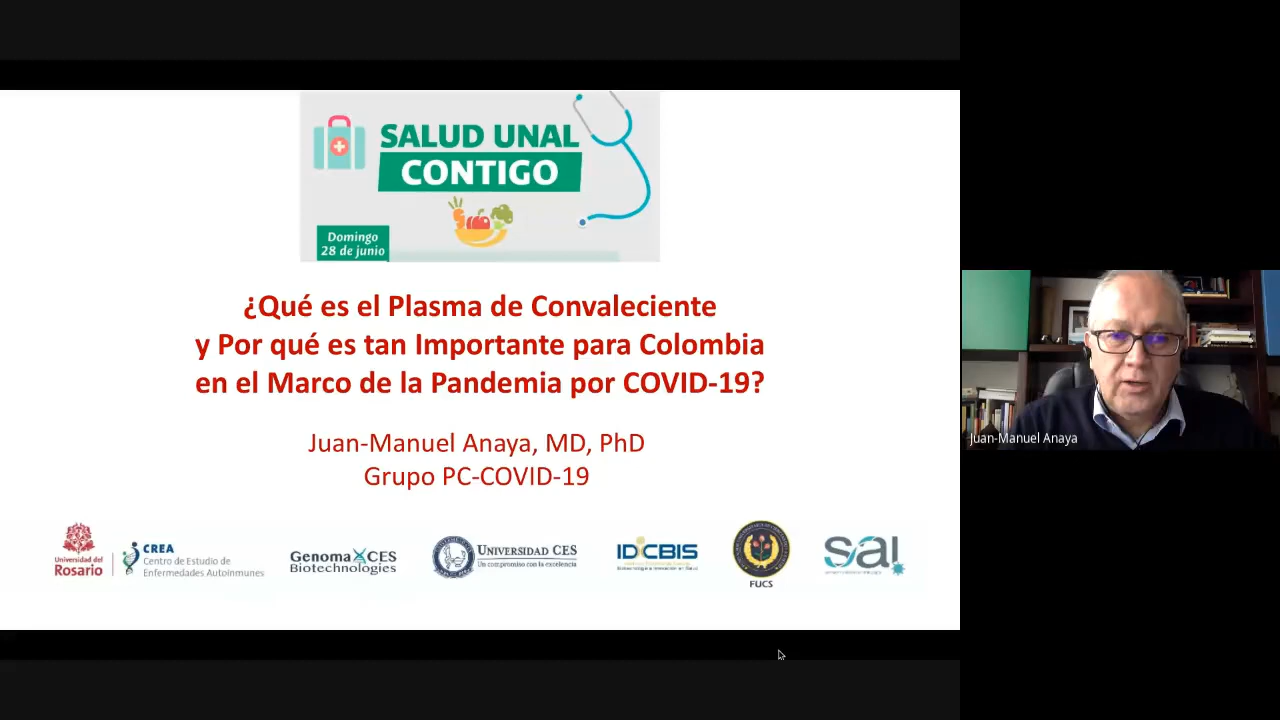 SALUD UNAL
CONTIGO
Domingo
28 de junio
¿Qué es el Plasma de Convaleciente
y Por qué es tan Importante para Colombia
en el Marco de la Pandemia por COVID-19?
Juan-Manuel Anaya, MD, PhD
Grupo PC-COVID-19
Universidad del
Rosario
CREA
Centro de Estudio de
Enfermedades Autoinmunes
Genoma CES
Biotechnologies
UNIVERSIDAD CES
Un compromiso con la excelencia
IDCBIS
FUCS
sai
Juan-Manuel Anaya